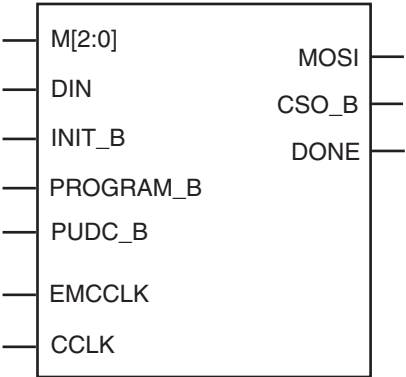 M[2:0]
MOSI
DIN
CSO_B
INIT_B
DONE
PROGRAM_B
PUDC_B
EMCCLK
CCLK